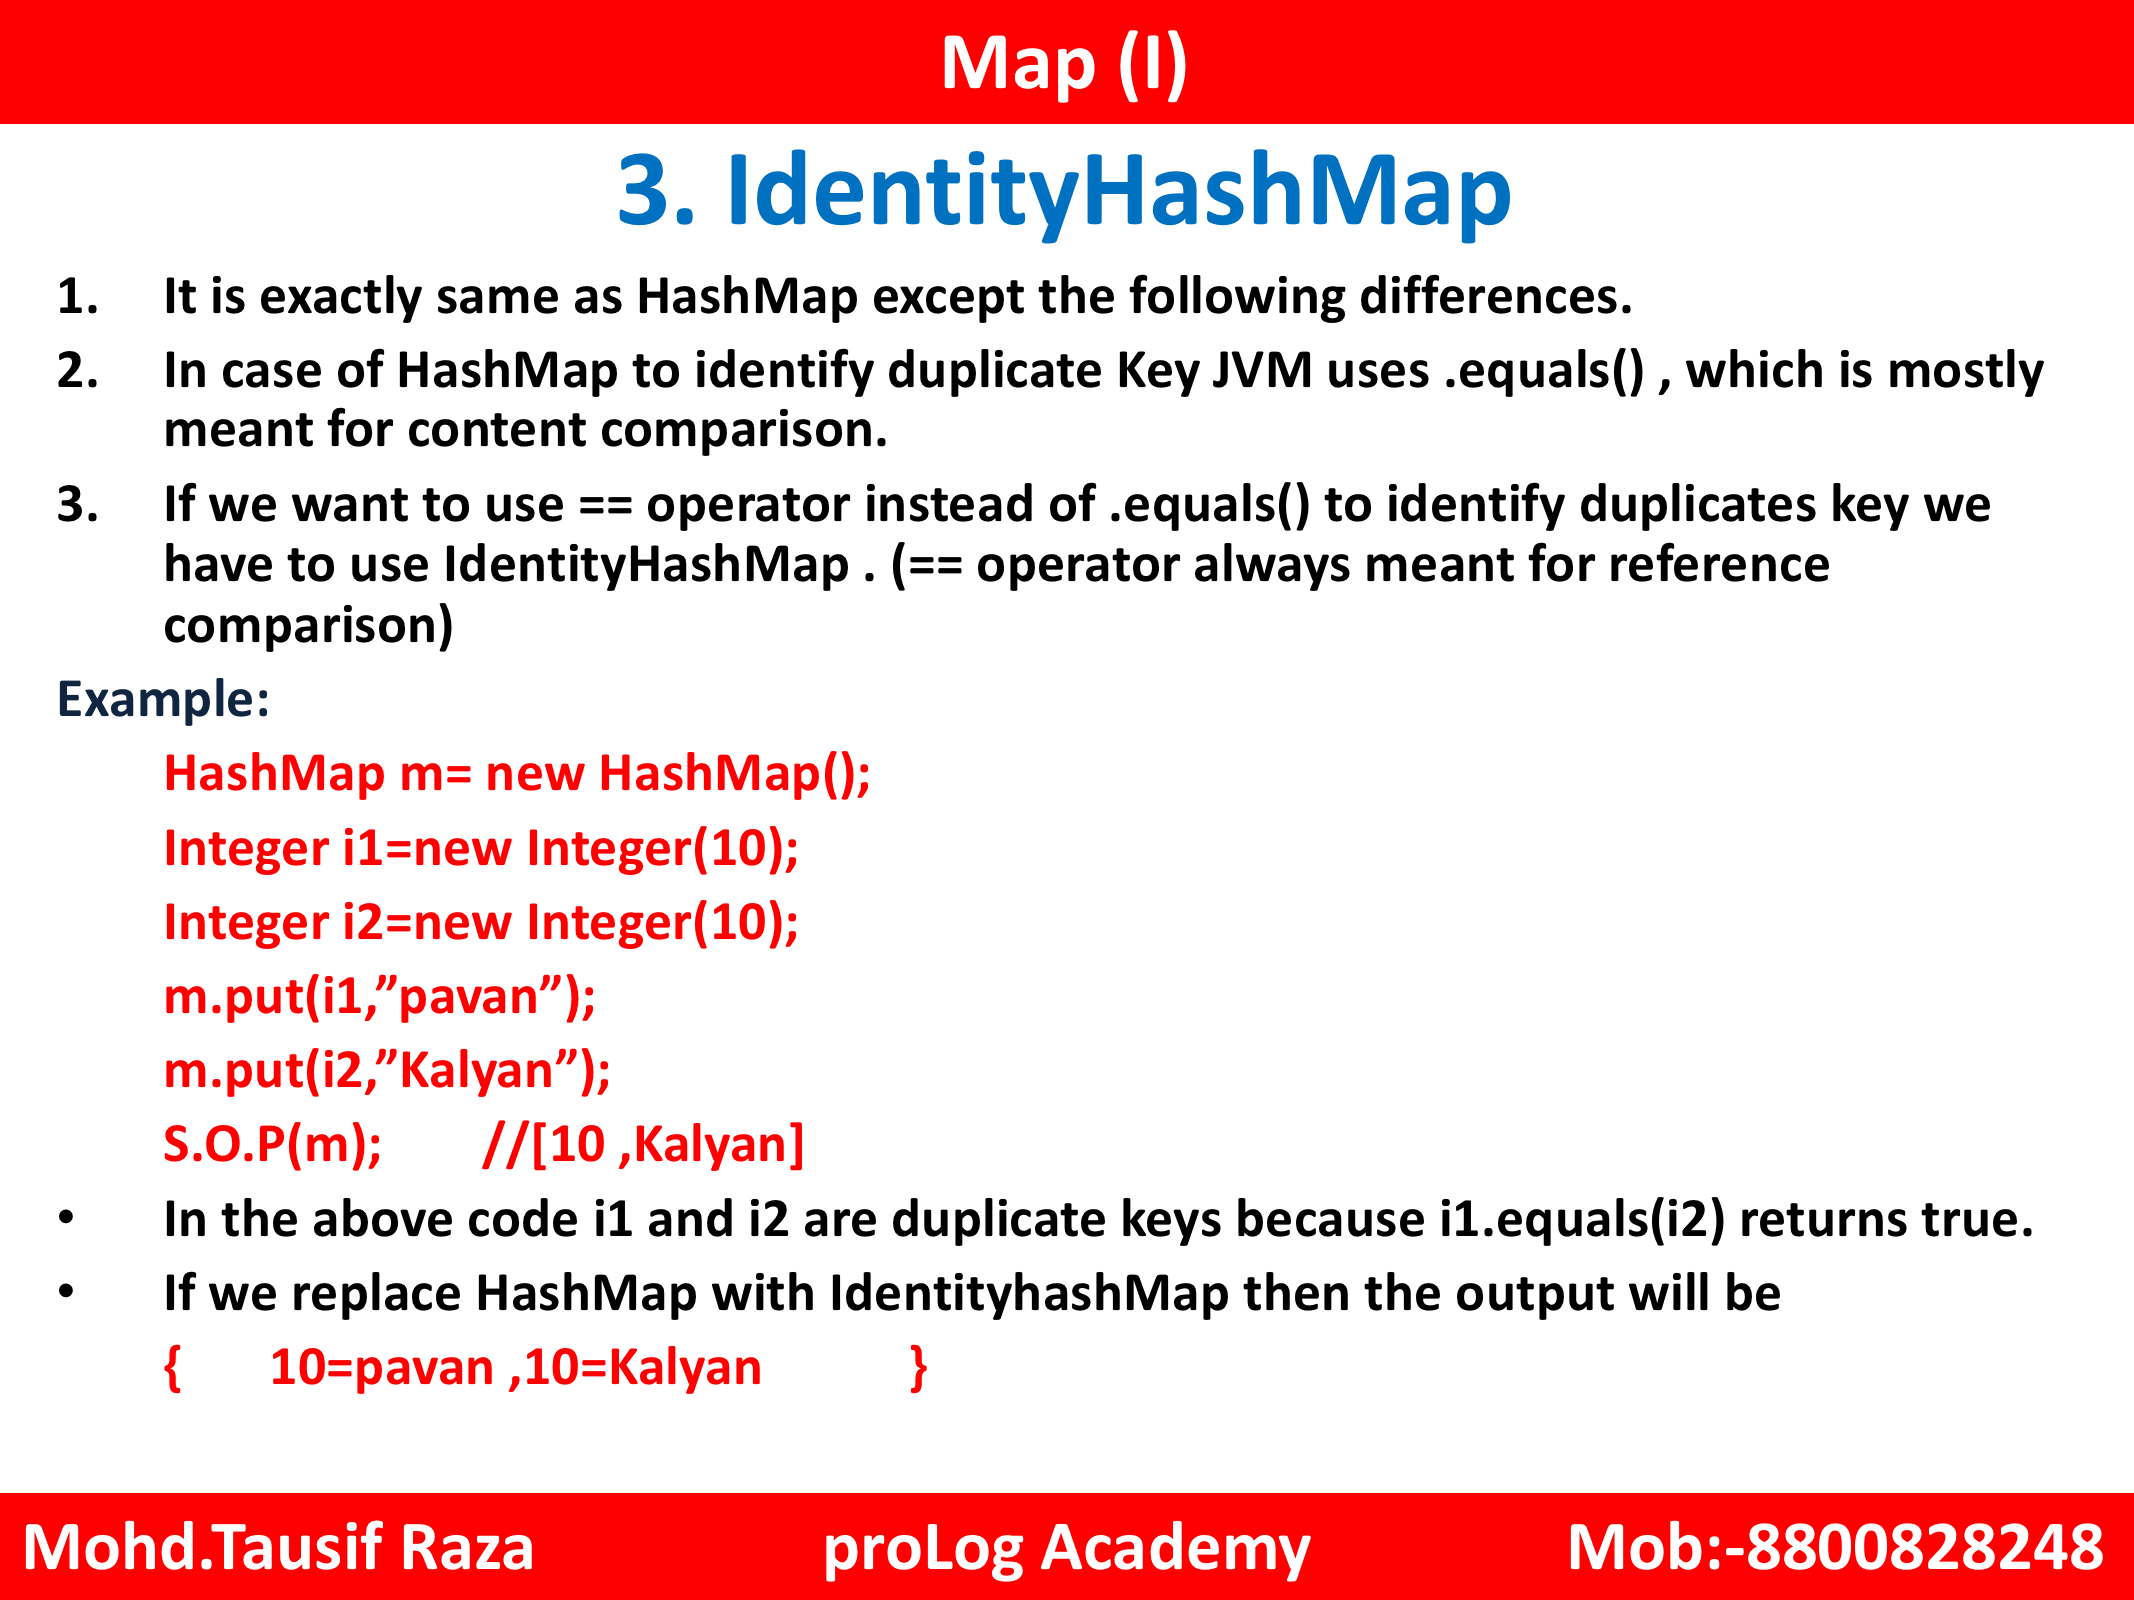 Map (I)
3. IdentityHashMap
1. It is exactly same as HashMap except the following differences.
2. In case of HashMap to identify duplicate Key JVM uses .equals() , which is mostly
meant for content comparison.
3. If we want to use == operator instead of .equals() to identify duplicates key we
have to use IdentityHashMap . (== operator always meant for reference
comparison)
Example:
HashMap m= new HashMap();
Integer i1=new Integer(10);
Integer i2=new Integer(10);
m.put(i1,”pavan”);
m.put(i2,”Kalyan”);
S.O.P(m); //[10 ,Kalyan]
• In the above code i1 and i2 are duplicate keys because i1.equals(i2) returns true.
• If we replace HashMap with IdentityhashMap then the output will be
{ 10=pavan ,10=Kalyan }
Mohd.Tausif Raza proLog Academy Mob:-8800828248